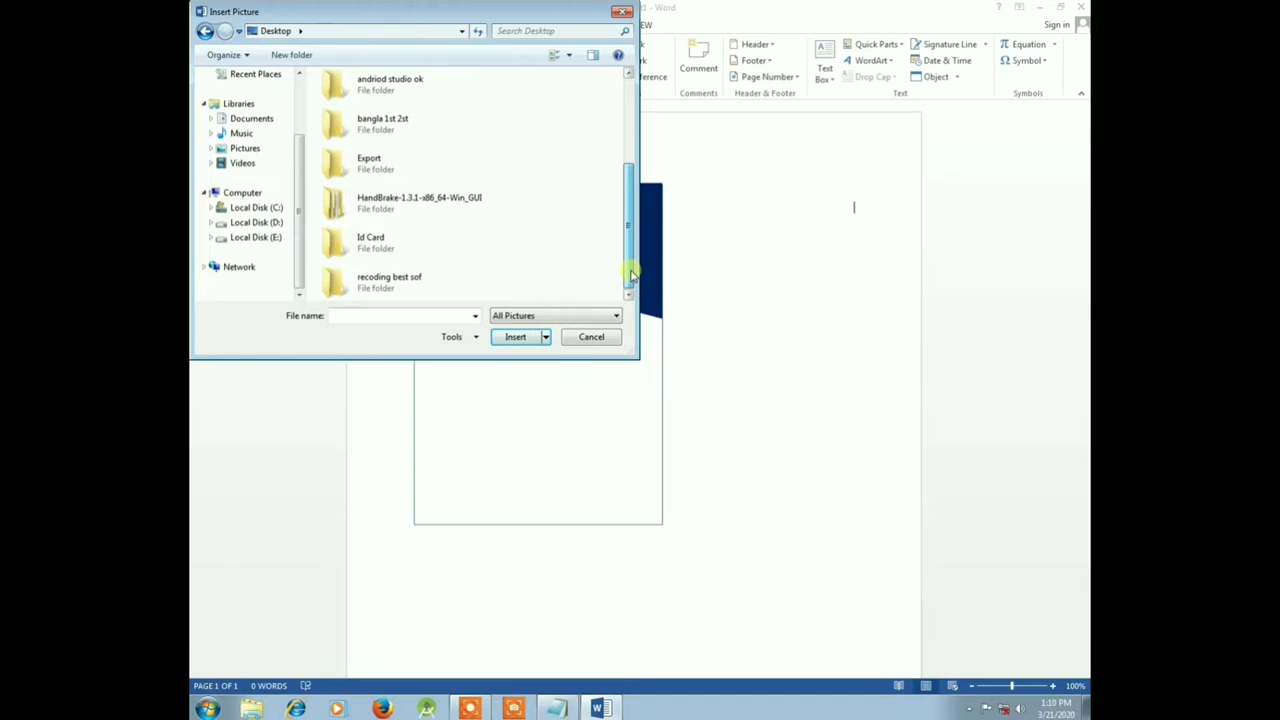 Insert Picture
1 - Word
Desktop
Search Desktop
Sign in
EW
Organize
New folder
Recent Places
Libraries
Documents
Music
Pictures
Videos
Computer
Local Disk (C:)
Local Disk (D:)
Local Disk (E:)
Network
andriod studio ok
File folder
bangla 1st 2st
File folder
Export
File folder
HandBrake-1.3.1-x86_64-Win_GUI
File folder
Id Card
File folder
recoding best sof
File folder
File name:
All Pictures
Tools
Insert
Cancel
k
ference
Comment
Comments
Header
Footer
Page Number
Header & Footer
Text
Box
Quick Parts
WordArt
Drop Cap
Signature Line
Date & Time
Object
Text
Equation
Symbol
Symbols
PAGE 1 OF 1
0 WORDS
100%
1:10 PM
3/21/2020